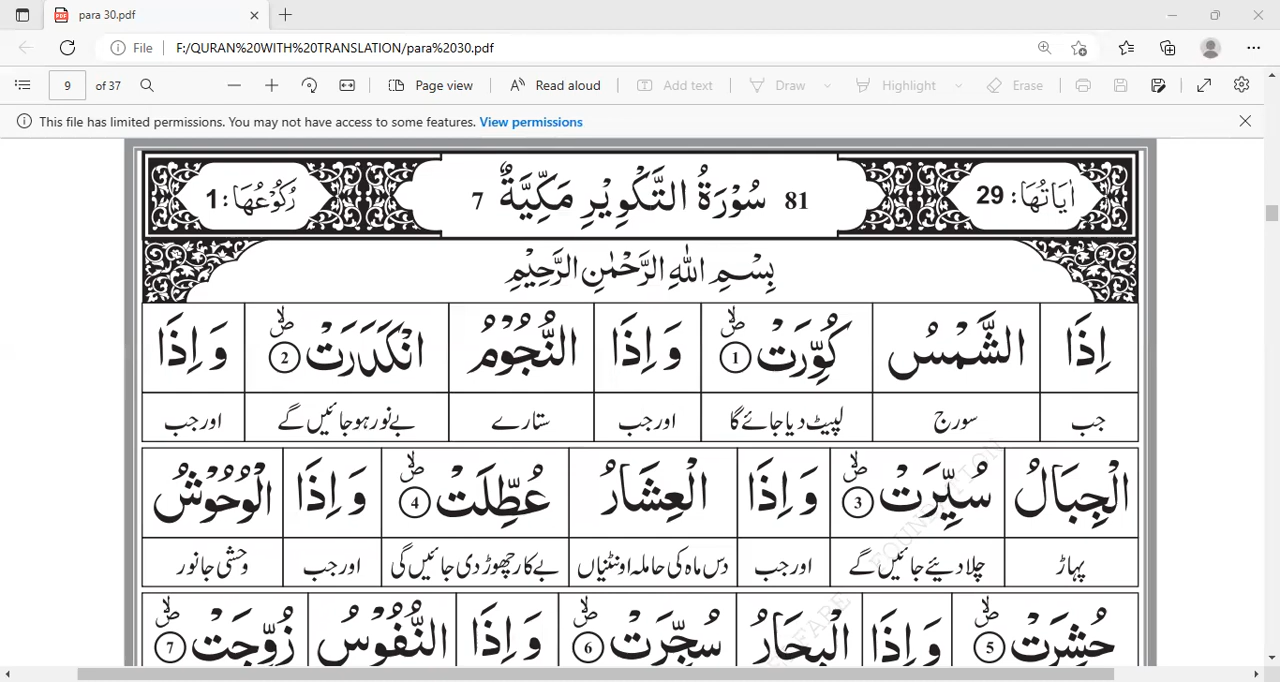 para 30.pdf
File F:/QURAN%20WITH%20TRANSLATION/para%2030.pdf
9 of 37 Page view Read aloud Add text Draw Highlight Erase
This file has limited permissions. You may not have access to some features. View permissions
اٰیَاتُهَا: 29 81 سُوْرَةُ التَّكْوِیْرِ مَكِّیَّةٌ 7 رُكُوْعُهَا: 1
بِسْمِ اللهِ الرَّحْمٰنِ الرَّحِیْمِ
اِذَا الشَّمْسُ كُوِّرَتْ ۪ۙ 1 وَ اِذَا النُّجُوْمُ انْكَدَرَتْ ۪ۙ 2 وَ اِذَا
جب سورج لپیٹ دیا جائے گا اور جب ستارے بے نور ہو جائیں گے اور جب
الْجِبَالُ سُیِّرَتْ ۪ۙ 3 وَ اِذَا الْعِشَارُ عُطِّلَتْ ۪ۙ 4 وَ اِذَا الْوُحُوْشُ
پہاڑ چلا دیئے جائیں گے اور جب دس ماہ کی حاملہ اونٹنیاں بے کار چھوڑ دی جائیں گی اور جب وحشی جانور
حُشِرَتْ ۪ۙ 5 وَ اِذَا الْبِحَارُ سُجِّرَتْ ۪ۙ 6 وَ اِذَا النُّفُوْسُ زُوِّجَتْ ۪ۙ 7